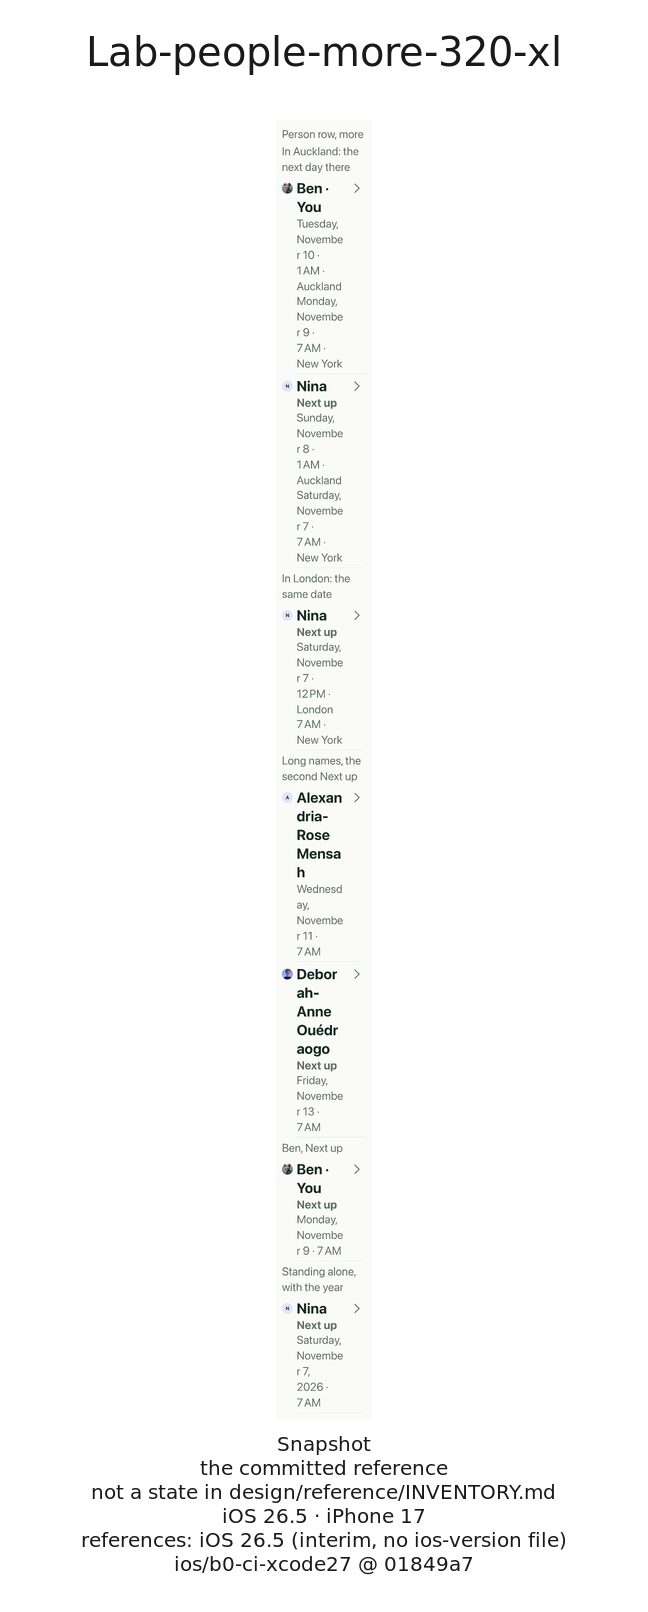 Lab-people-more-320-xl
Person row, more
In Auckland: the
next day there
Ben ·
You
Tuesday,
Novembe
r 10 ·
1 AM ·
Auckland
Monday,
Novembe
r 9 ·
7 AM ·
New York
N
Nina
Next up
Sunday,
Novembe
r 8 ·
1 AM ·
Auckland
Saturday,
Novembe
r 7 ·
7 AM ·
New York
In London: the
same date
N
Nina
Next up
Saturday,
Novembe
r 7 ·
12 PM ·
London
7 AM ·
New York
Long names, the
second Next up
A
Alexan
dria-
Rose
Mensa
h
Wednesd
ay,
Novembe
r 11 ·
7 AM
Debor
ah-
Anne
Ouédr
aogo
Next up
Friday,
Novembe
r 13 ·
7 AM
Ben, Next up
Ben ·
You
Next up
Monday,
Novembe
r 9 · 7 AM
Standing alone,
with the year
N
Nina
Next up
Saturday,
Novembe
r 7,
2026 ·
7 AM
Snapshot
the committed reference
not a state in design/reference/INVENTORY.md
iOS 26.5 · iPhone 17
references: iOS 26.5 (interim, no ios-version file)
ios/b0-ci-xcode27 @ 01849a7